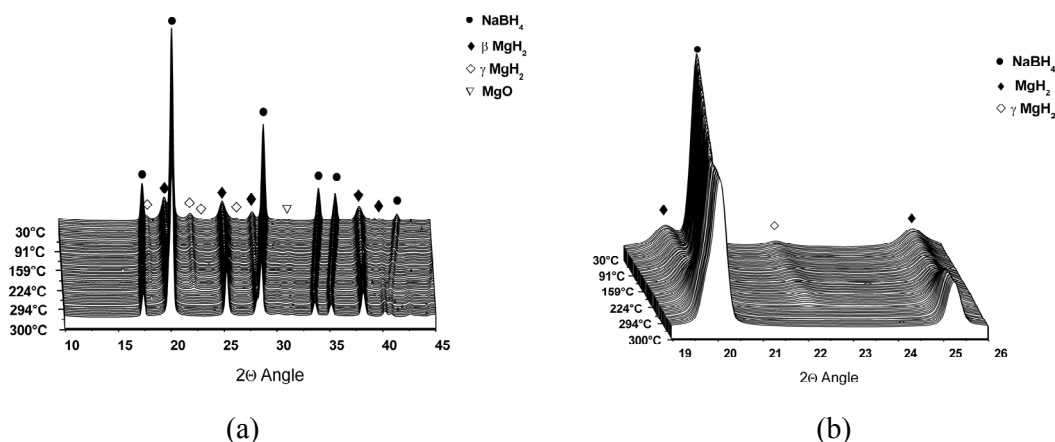 ● NaBH₄
◆ β MgH₂
◇ γ MgH₂
▽ MgO
30°C
91°C
159°C
224°C
294°C
300°C
10 15 20 25 30 35 40 45
2Θ Angle
(a)
● NaBH₄
◆ MgH₂
◇ γ MgH₂
30°C
91°C
159°C
224°C
294°C
300°C
19 20 21 22 23 24 25 26
2Θ Angle
(b)